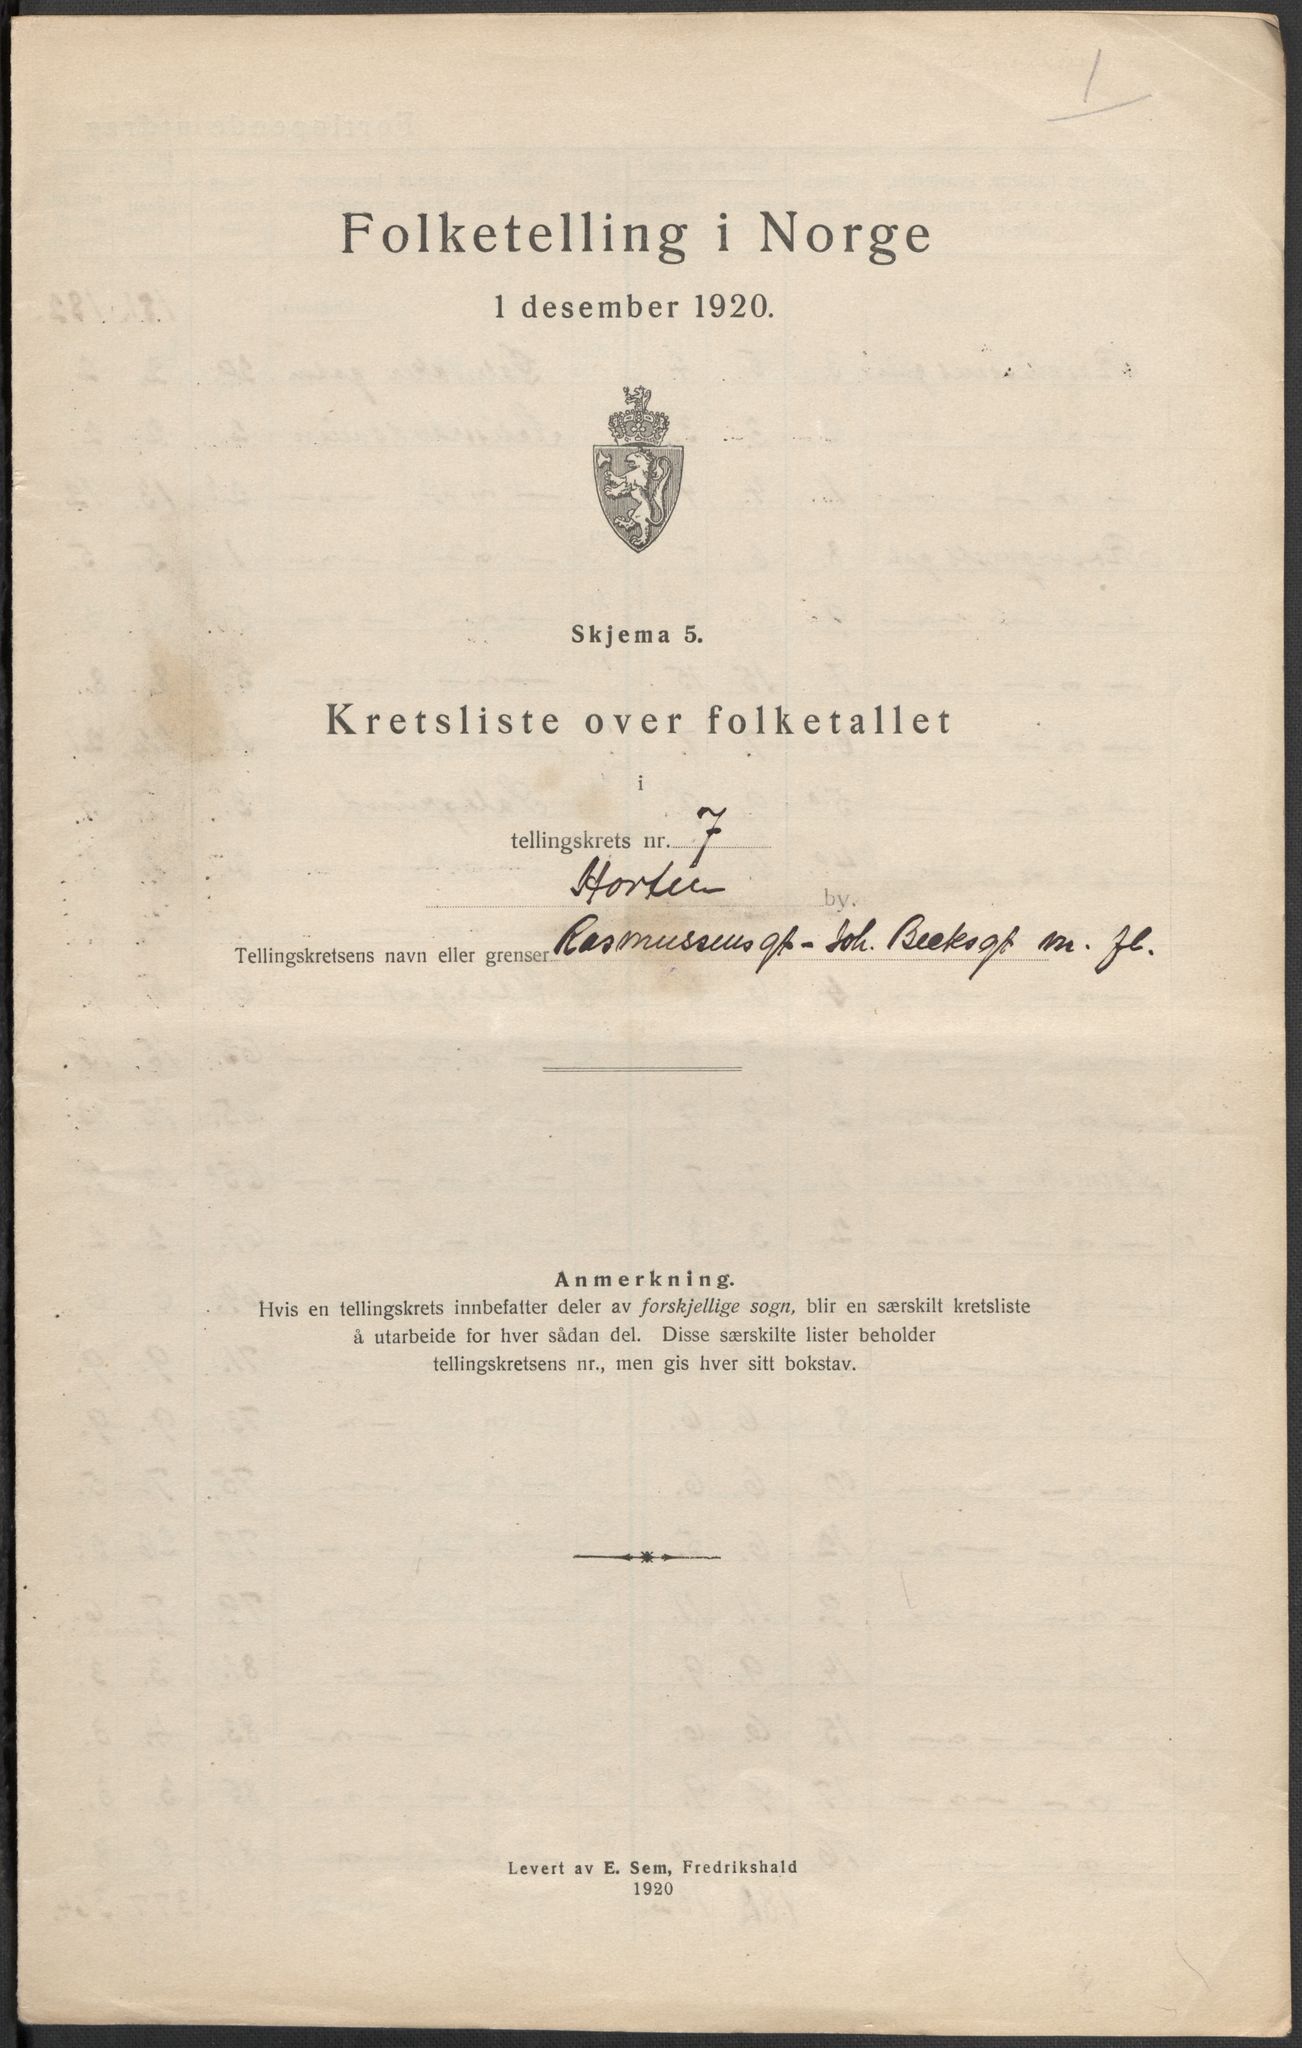 1
Folketelling i Norge
1 desember 1920.
Skjema 5.
Kretsliste over folketallet
i
tellingskrets nr. 7
Horten by.
Tellingskretsens navn eller grenser Rasmussensgt - Joh. Beeksgt m. fl.
Anmerkning.
Hvis en tellingskrets innbefatter deler av forskjellige sogn, blir en særskilt kretsliste
å utarbeide for hver sådan del. Disse særskilte lister beholder
tellingskretsens nr., men gis hver sitt bokstav.
Levert av E. Sem, Fredrikshald
1920